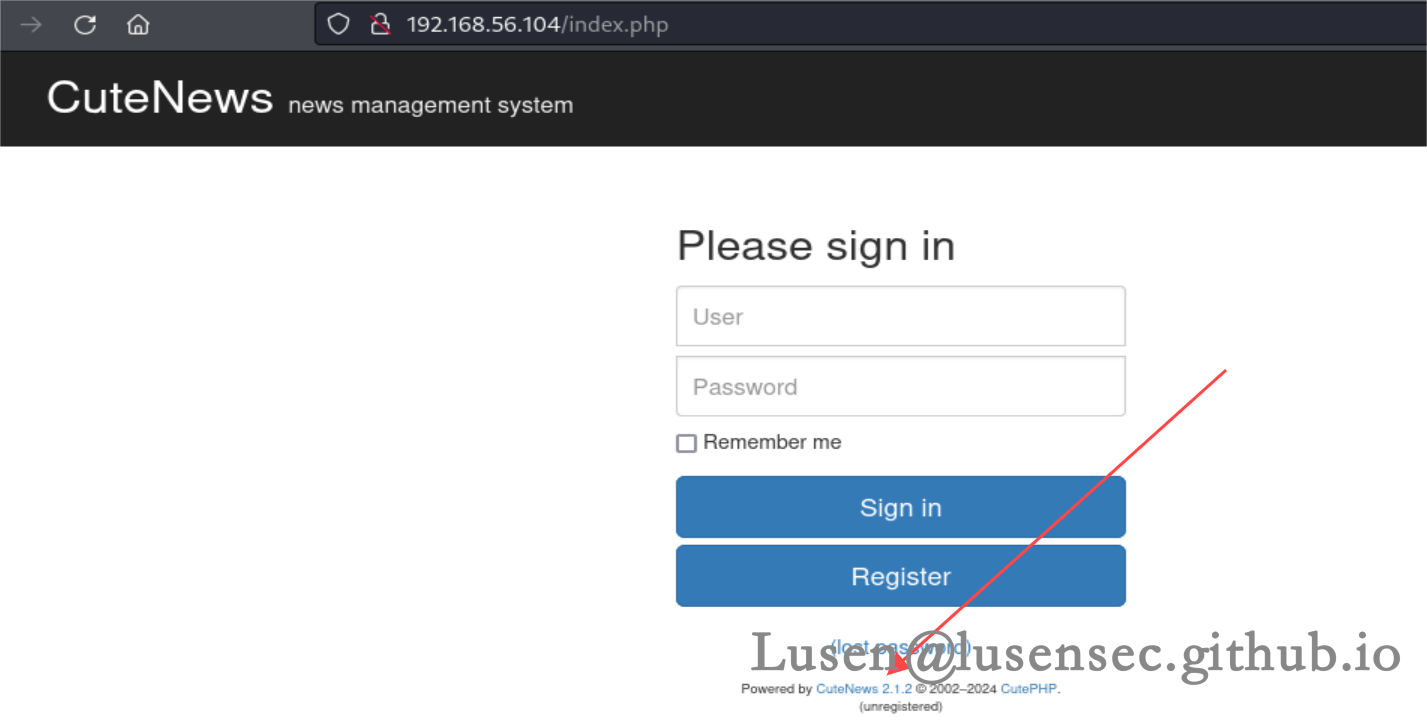 192.168.56.104/index.php
CuteNews news management system
Please sign in
User
Password
Remember me
Sign in
Register
(lost password)
Lusen@lusensec.github.io
Powered by CuteNews 2.1.2 © 2002–2024 CutePHP.
(unregistered)